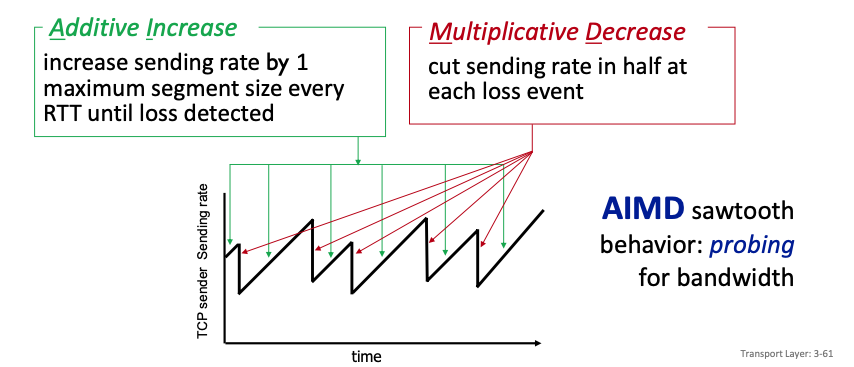 Additive Increase
increase sending rate by 1
maximum segment size every
RTT until loss detected
Multiplicative Decrease
cut sending rate in half at
each loss event
TCP sender Sending rate
time
AIMD sawtooth
behavior: probing
for bandwidth
Transport Layer: 3-61